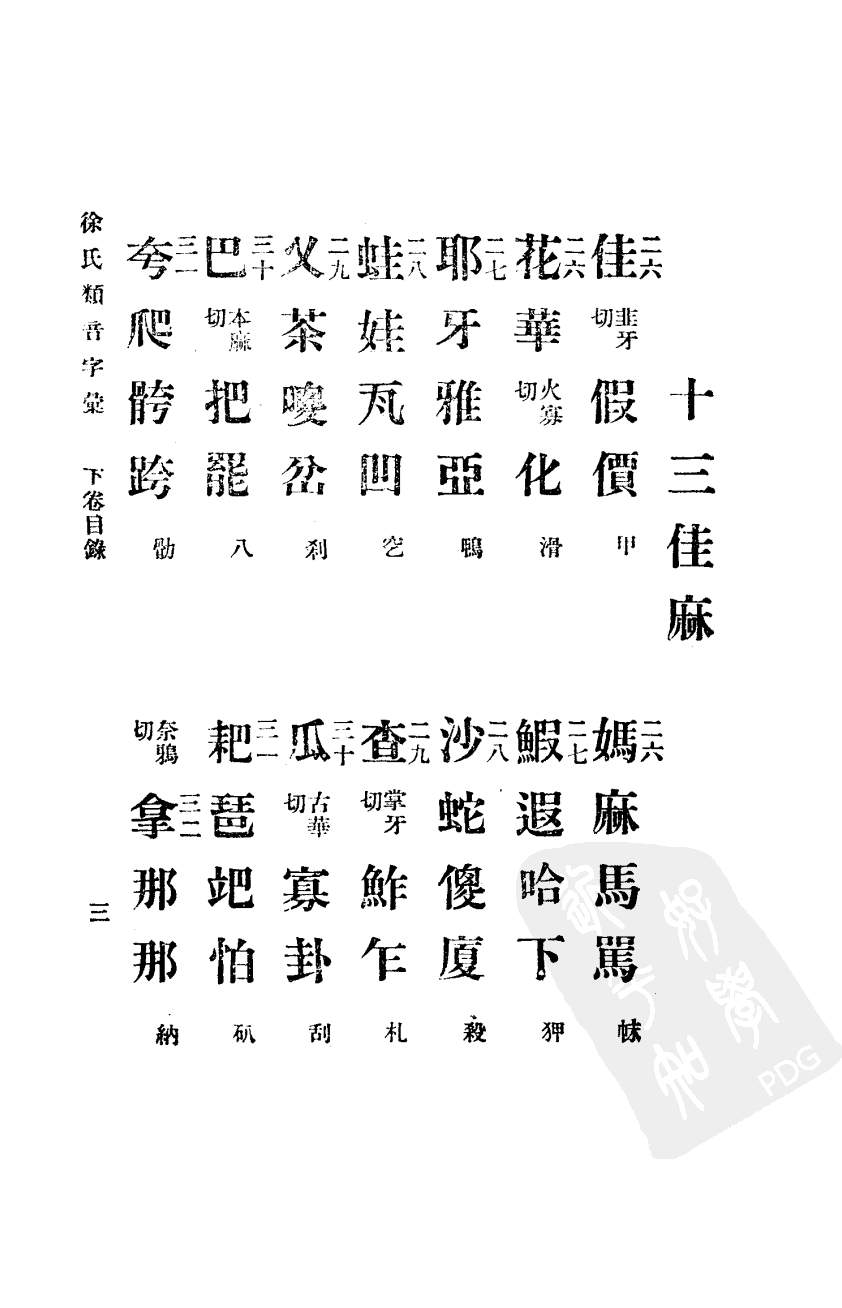 十三佳麻
二六 佳 韭牙切 假價 甲
二六 媽麻馬罵 帓
二六 花華 火寡切 化 滑
二七 鰕遐哈下 狎
二七 耶牙雅亞 鴨
二八 沙蛇傻廈 殺
二八 蛙娃瓦凹 穵
二九 查 掌牙切 鮓乍 札
二九 叉茶 岔 刹
三十 瓜 古華切 寡卦 刮
三十 巴 本麻切 把罷 八
三一 耙琶 怕
三一 夸爬骻跨
奈鴉切 三二 拿那那 納
徐氏類音字彙 下卷目錄 三